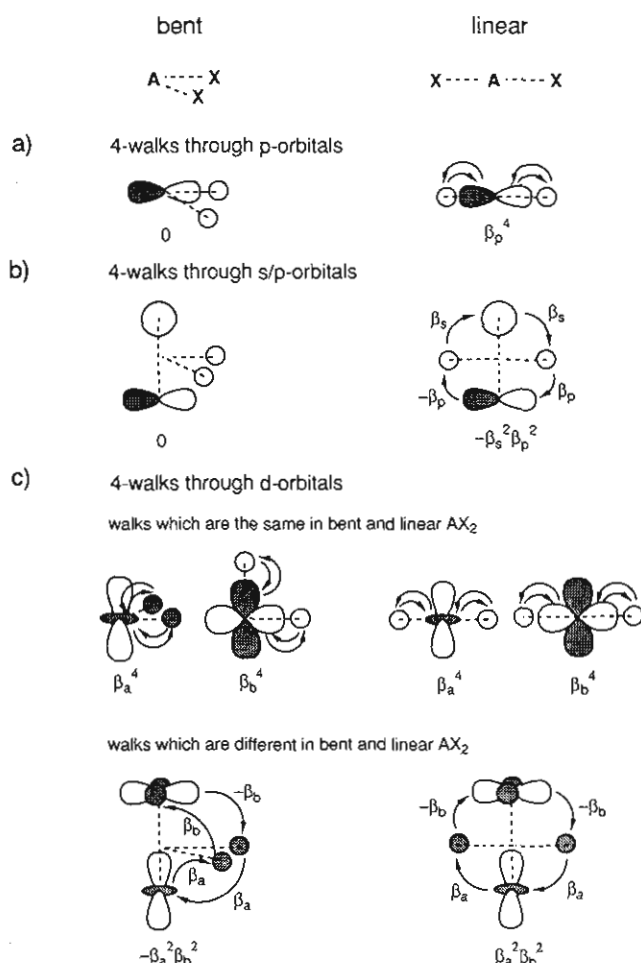 bent linear
A X X X A X
a) 4-walks through p-orbitals
0 βp⁴
b) 4-walks through s/p-orbitals
βs βs
-βp βp
0 -βs²βp²
c) 4-walks through d-orbitals
walks which are the same in bent and linear AX₂
βa⁴ βb⁴ βa⁴ βb⁴
walks which are different in bent and linear AX₂
-βb -βb -βb
βb
βa βa βa βa
-βa²βb² βa²βb²